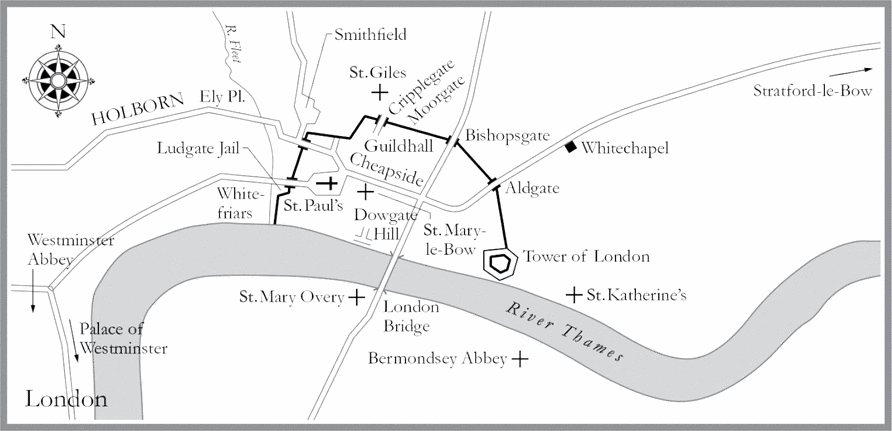 N
R. Fleet
Smithfield
St. Giles
Cripplegate
Moorgate
Stratford-le-Bow
HOLBORN
Ely Pl.
Bishopsgate
Ludgate Jail
Guildhall
Whitechapel
Cheapside
Aldgate
White-
friars
St. Paul's
Dowgate
Hill
St. Mary-
le-Bow
Westminster
Abbey
Tower of London
St. Mary Overy
St. Katherine's
London
Bridge
River Thames
Palace of
Westminster
Bermondsey Abbey
London